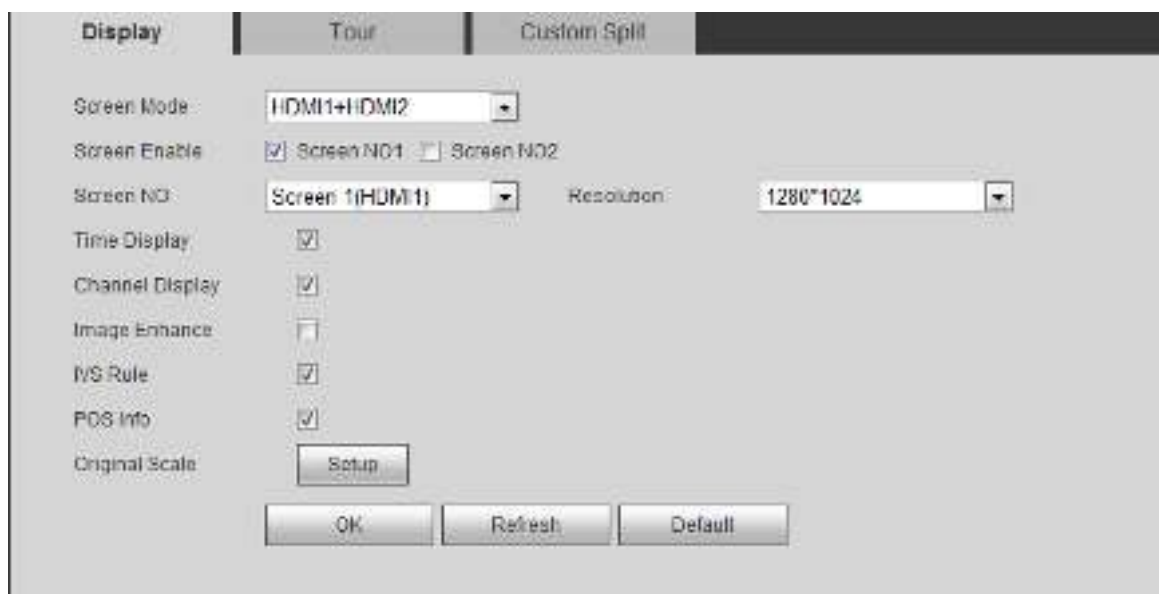 Display Tour Custom Split
Screen Mode HDMI1+HDMI2
Screen Enable Screen NO1 Screen NO2
Screen NO Screen 1(HDMI1) Resolution 1280*1024
Time Display
Channel Display
Image Enhance
IVS Rule
POS Info
Original Scale Setup
OK Refresh Default